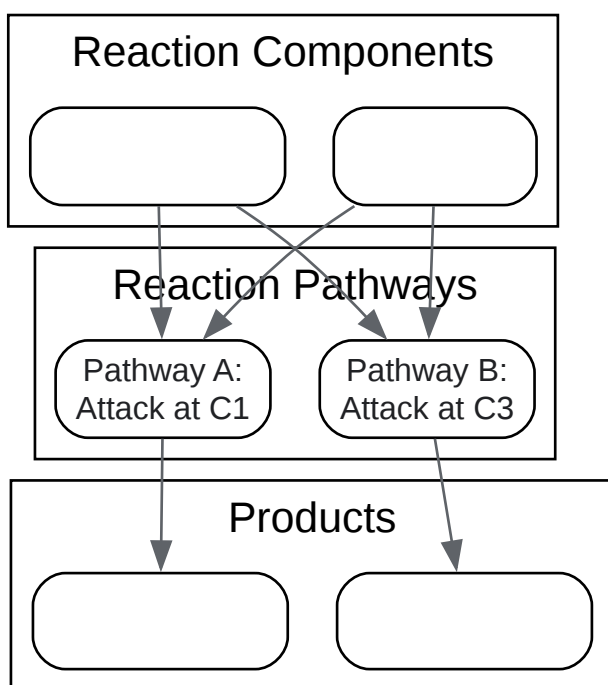 Reaction Components
Reaction Pathways
Pathway A:
Attack at C1
Pathway B:
Attack at C3
Products